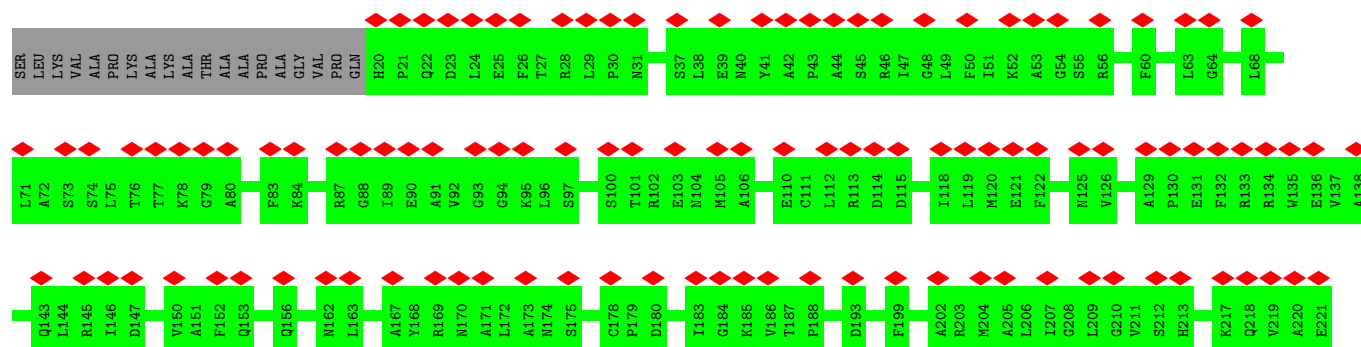 SER LEU LYS VAL ALA PRO LYS ALA LYS ALA THR ALA ALA PRO ALA GLY VAL PRO GLN H20 P21 Q22 D23 L24 E25 F26 T27 R28 L29 P30 N31 S37 L38 E39 N40 Y41 A42 P43 A44 S45 R46 I47 G48 L49 F50 I51 K52 A53 G54 S55 R56 F60 L63 G64 L68
L71 A72 S73 S74 L75 T76 T77 K78 G79 A80 F83 K84 R87 G88 I89 E90 A91 V92 G93 G94 K95 L96 S97 S100 T101 R102 E103 N104 M105 A106 E110 C111 L112 R113 D114 D115 I118 L119 M120 E121 F122 N125 V126 A129 P130 E131 F132 R133 R134 W135 E136 V137 A138
Q143 L144 R145 I146 D147 V150 A151 F152 Q153 Q156 N162 L163 A167 Y168 R169 N170 A171 L172 A173 N174 S175 C178 P179 D180 I183 G184 K185 V186 T187 P188 D193 F199 A202 R203 M204 A205 L206 I207 G208 L209 G210 V211 S212 H213 K217 Q218 V219 A220 E221